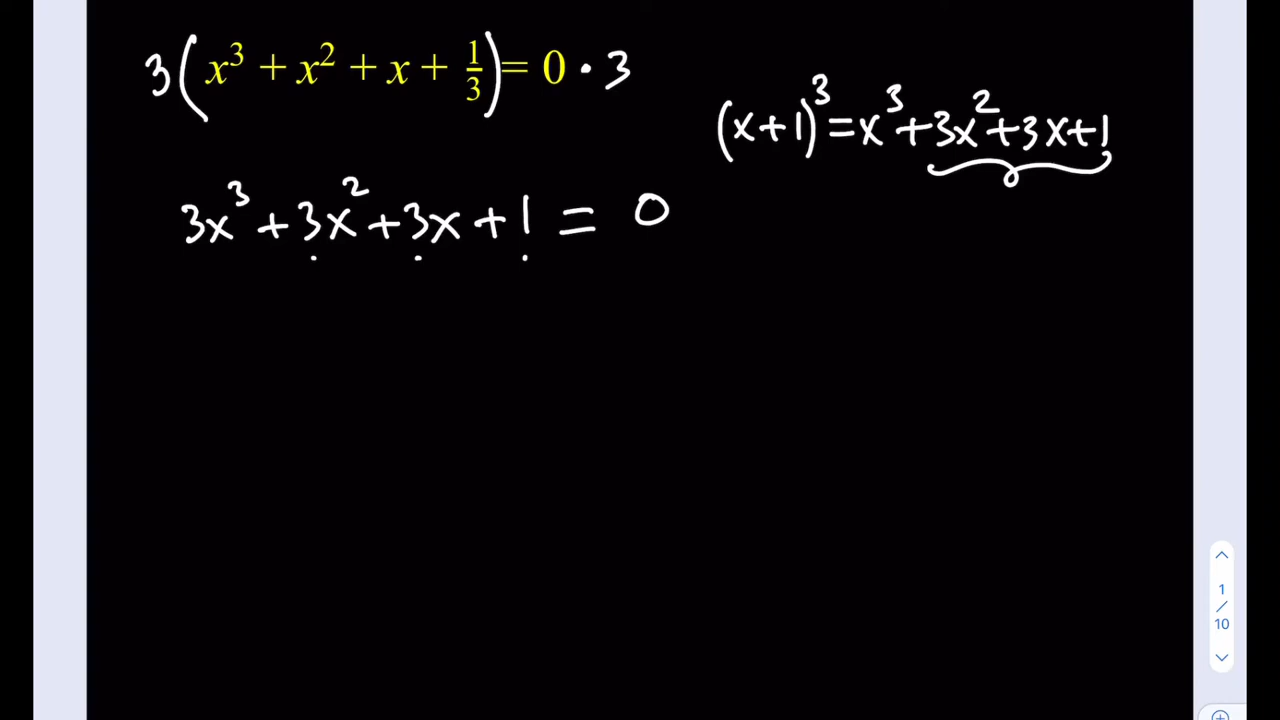 3(x³ + x² + x + 1/3) = 0 · 3
(x+1)³ = x³ + 3x² + 3x + 1
3x³ + 3x² + 3x + 1 = 0
1
/
10